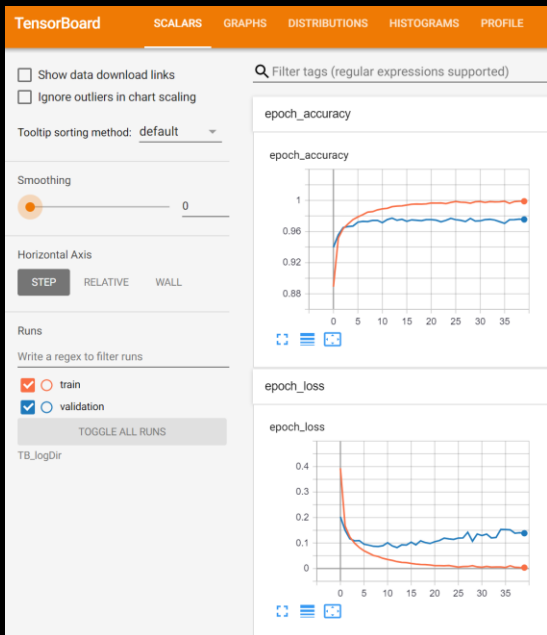 TensorBoard SCALARS GRAPHS DISTRIBUTIONS HISTOGRAMS PROFILE
Show data download links
Ignore outliers in chart scaling
Tooltip sorting method: default
Smoothing
0
Horizontal Axis
STEP RELATIVE WALL
Runs
Write a regex to filter runs
train
validation
TOGGLE ALL RUNS
TB_logDir
Filter tags (regular expressions supported)
epoch_accuracy
epoch_accuracy
1
0.96
0.92
0.88
0 5 10 15 20 25 30 35
epoch_loss
epoch_loss
0.4
0.3
0.2
0.1
0
0 5 10 15 20 25 30 35